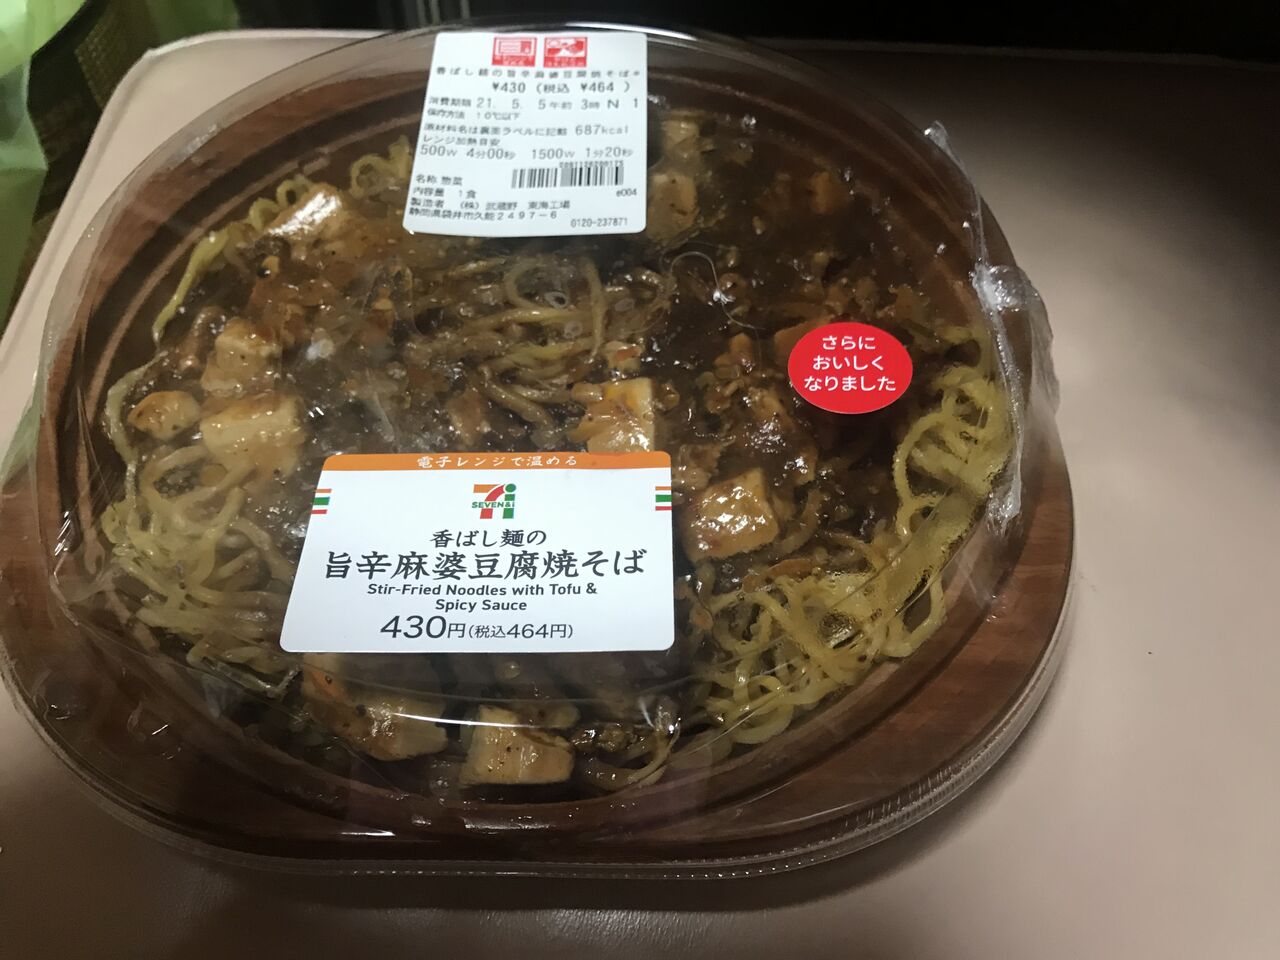 香ばし麺の旨辛麻婆豆腐焼そば*
¥430 (税込 ¥464 )
消費期限 21. 5. 5午前 3時 N 1
保存方法 10℃以下
原材料名は裏面ラベルに記載 687kcal
レンジ加熱目安
500W 4分00秒 1500W 1分20秒
名称 惣菜
内容量 1食
e004
製造者 (株)武蔵野 東海工場
静岡県袋井市久能2497-6
0120-237871
さらに
おいしく
なりました
電子レンジで温める
SEVEN&i
香ばし麺の
旨辛麻婆豆腐焼そば
Stir-Fried Noodles with Tofu &
Spicy Sauce
430円(税込464円)